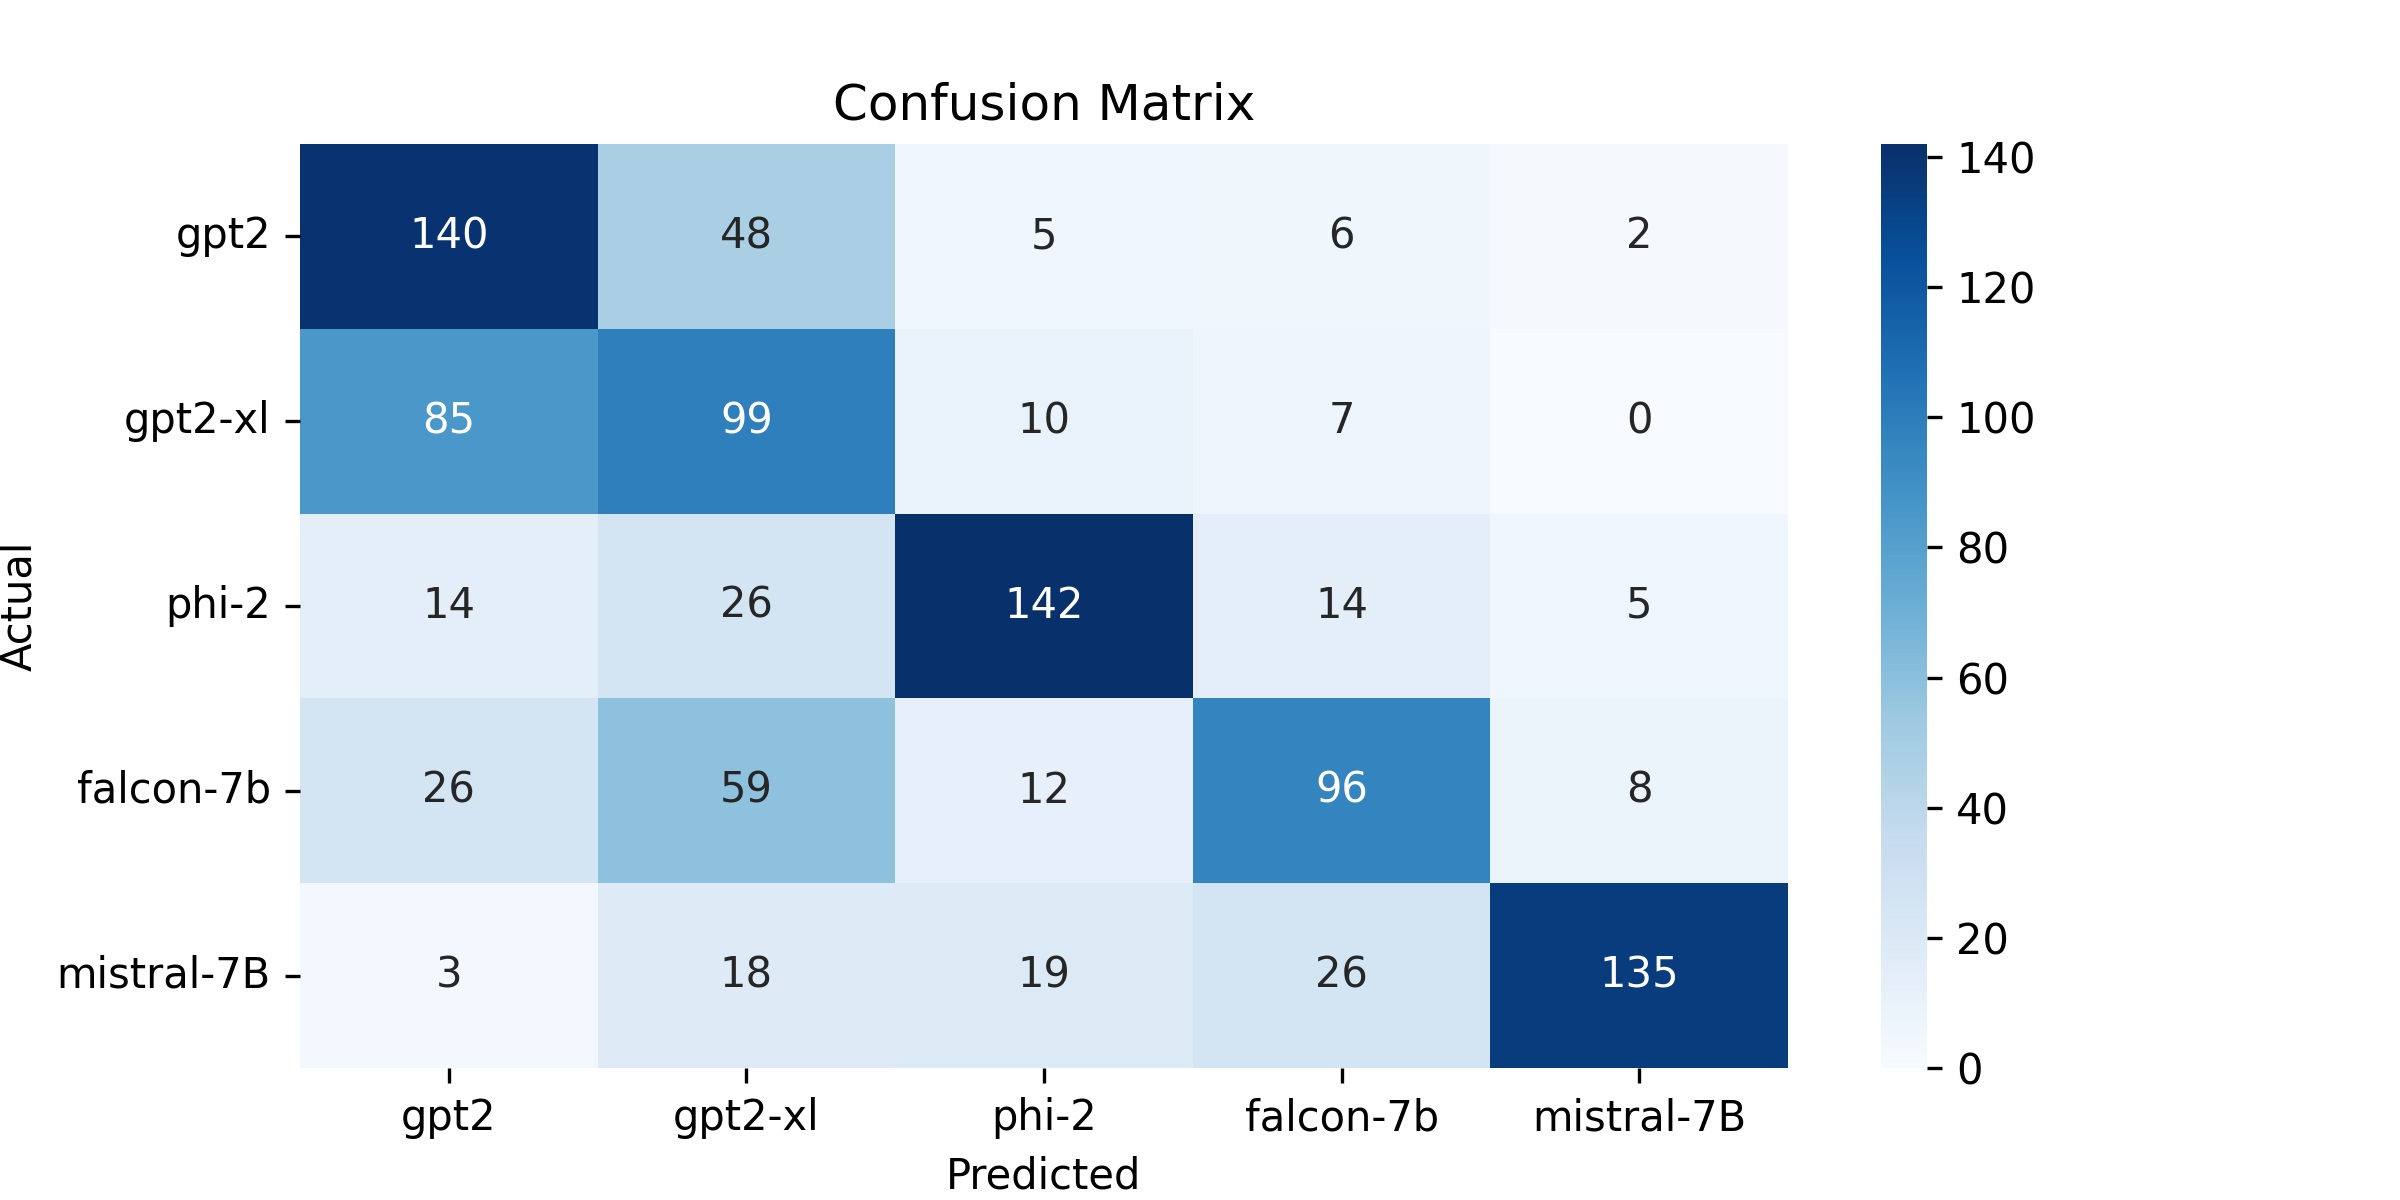 Confusion Matrix
Actual
gpt2 140 48 5 6 2
gpt2-xl 85 99 10 7 0
phi-2 14 26 142 14 5
falcon-7b 26 59 12 96 8
mistral-7B 3 18 19 26 135
gpt2 gpt2-xl phi-2 falcon-7b mistral-7B
Predicted
140
120
100
80
60
40
20
0